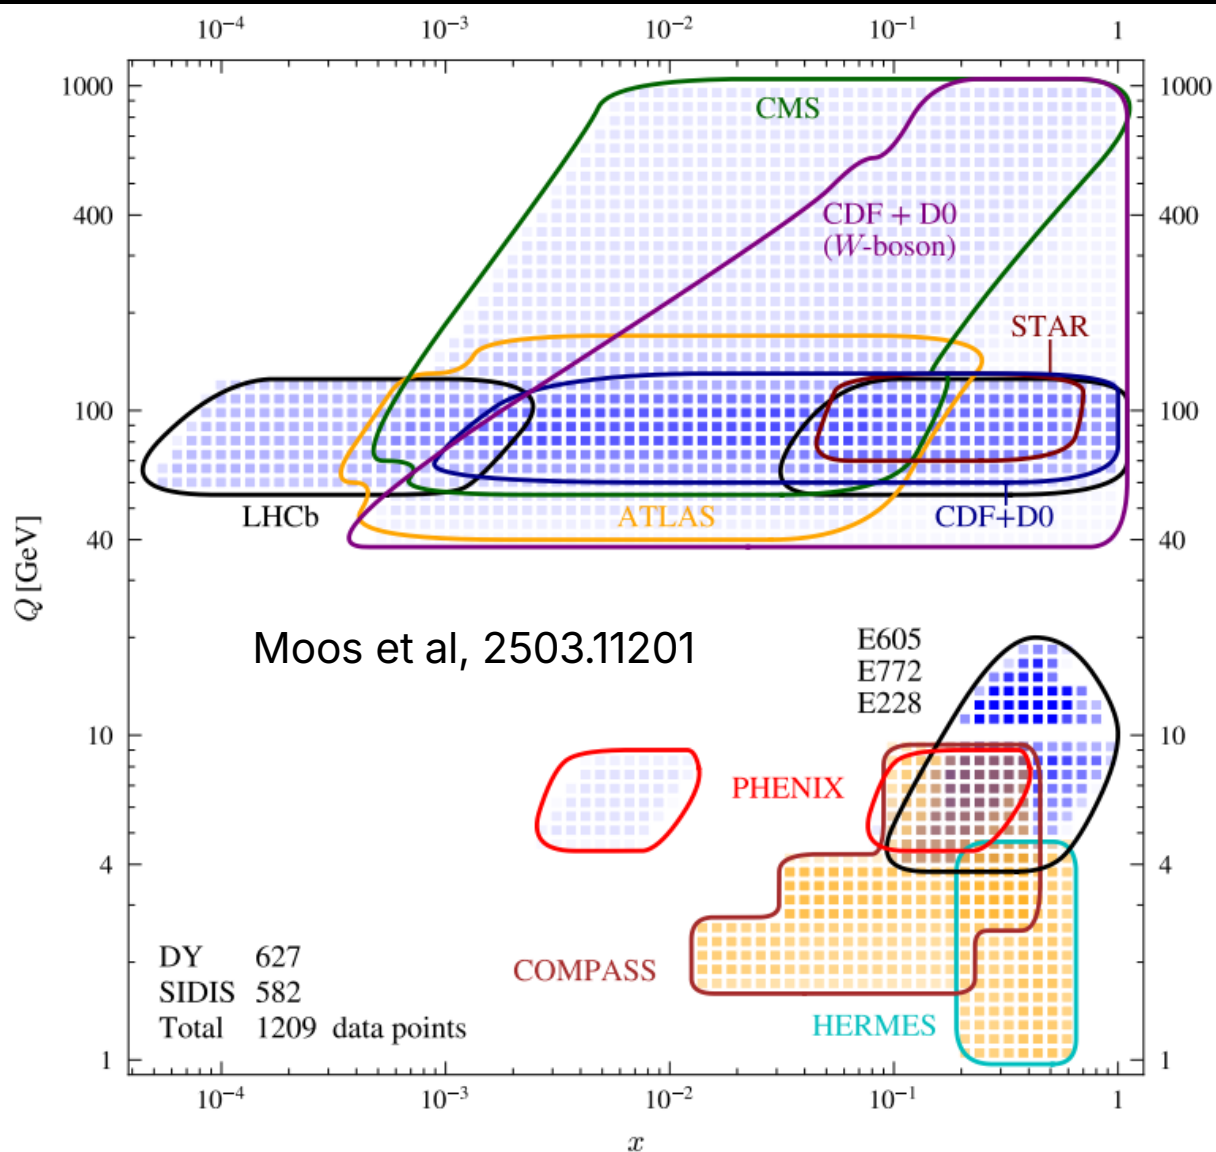 10⁻⁴ 10⁻³ 10⁻² 10⁻¹ 1
1000 1000
CMS
400 CDF + D0 400
(W-boson)
STAR
100 100
LHCb ATLAS CDF+D0
40 40
Q [GeV]
Moos et al, 2503.11201
E605
E772
E228
10 10
PHENIX
4 4
DY 627
COMPASS
SIDIS 582
Total 1209 data points
HERMES
1 1
10⁻⁴ 10⁻³ 10⁻² 10⁻¹ 1
x